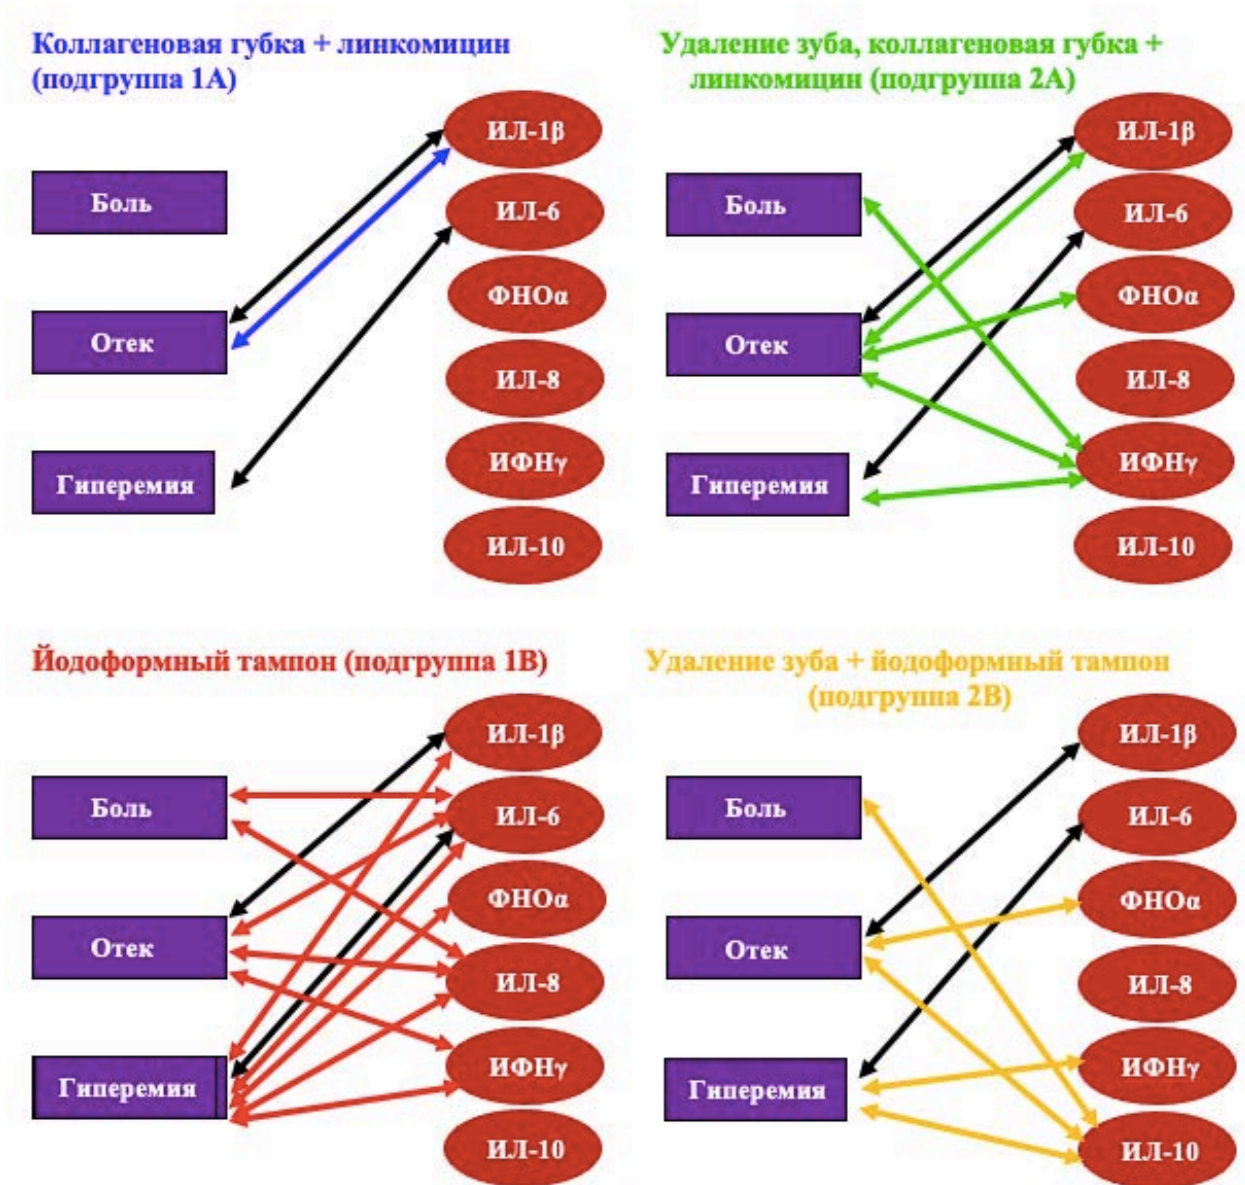 Коллагеновая губка + линкомицин
(подгруппа 1А)
Боль
Отек
Гиперемия
ИЛ-1β
ИЛ-6
ФНОα
ИЛ-8
ИФНγ
ИЛ-10
Удаление зуба, коллагеновая губка +
линкомицин (подгруппа 2А)
Боль
Отек
Гиперемия
ИЛ-1β
ИЛ-6
ФНОα
ИЛ-8
ИФНγ
ИЛ-10
Йодоформный тампон (подгруппа 1В)
Боль
Отек
Гиперемия
ИЛ-1β
ИЛ-6
ФНОα
ИЛ-8
ИФНγ
ИЛ-10
Удаление зуба + йодоформный тампон
(подгруппа 2В)
Боль
Отек
Гиперемия
ИЛ-1β
ИЛ-6
ФНОα
ИЛ-8
ИФНγ
ИЛ-10